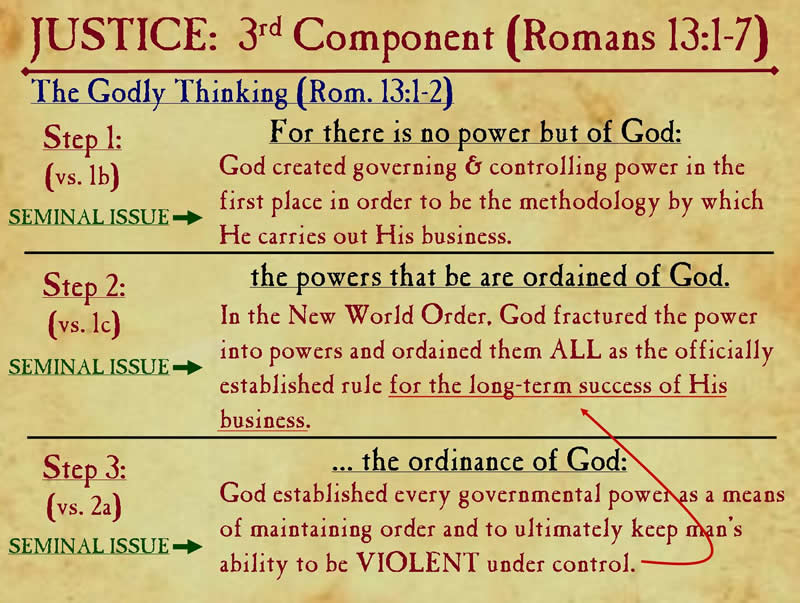 JUSTICE: 3rd Component (Romans 13:1-7)
The Godly Thinking (Rom. 13:1-2)
Step 1:
(vs. 1b)
SEMINAL ISSUE
For there is no power but of God:
God created governing & controlling power in the
first place in order to be the methodology by which
He carries out His business.
Step 2:
(vs. 1c)
SEMINAL ISSUE
the powers that be are ordained of God.
In the New World Order, God fractured the power
into powers and ordained them ALL as the officially
established rule for the long-term success of His
business.
Step 3:
(vs. 2a)
SEMINAL ISSUE
... the ordinance of God:
God established every governmental power as a means
of maintaining order and to ultimately keep man's
ability to be VIOLENT under control.